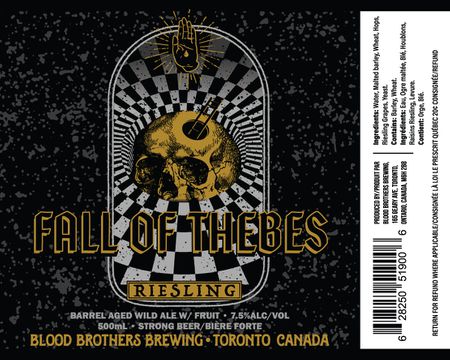 FALL OF THEBES
RIESLING
BARREL AGED WILD ALE W/ FRUIT • 7.5%ALC/VOL
500mL • STRONG BEER/BIÈRE FORTE
BLOOD BROTHERS BREWING • TORONTO CANADA
Ingredients: Water, Malted barley, Wheat, Hops,
Riesling Grapes, Yeast.
Contains: Barley, Wheat.
Ingrédients: Eau, Ogre maltée, Blé, Houblons,
Raisins Riesling, Levure.
Contient: Orge, Blé.
PRODUCED BY/PRODUIT PAR
BLOOD BROTHERS BREWING,
165 GEARY AVE. TORONTO,
ONTARIO, CANADA, M6H 2B8
6 28250 51900 6
RETURN FOR REFUND WHERE APPLICABLE/CONSIGNÉE LÀ LOI LE PRESCRIT QUÉBEC 20¢ CONSIGNÉE/REFUND